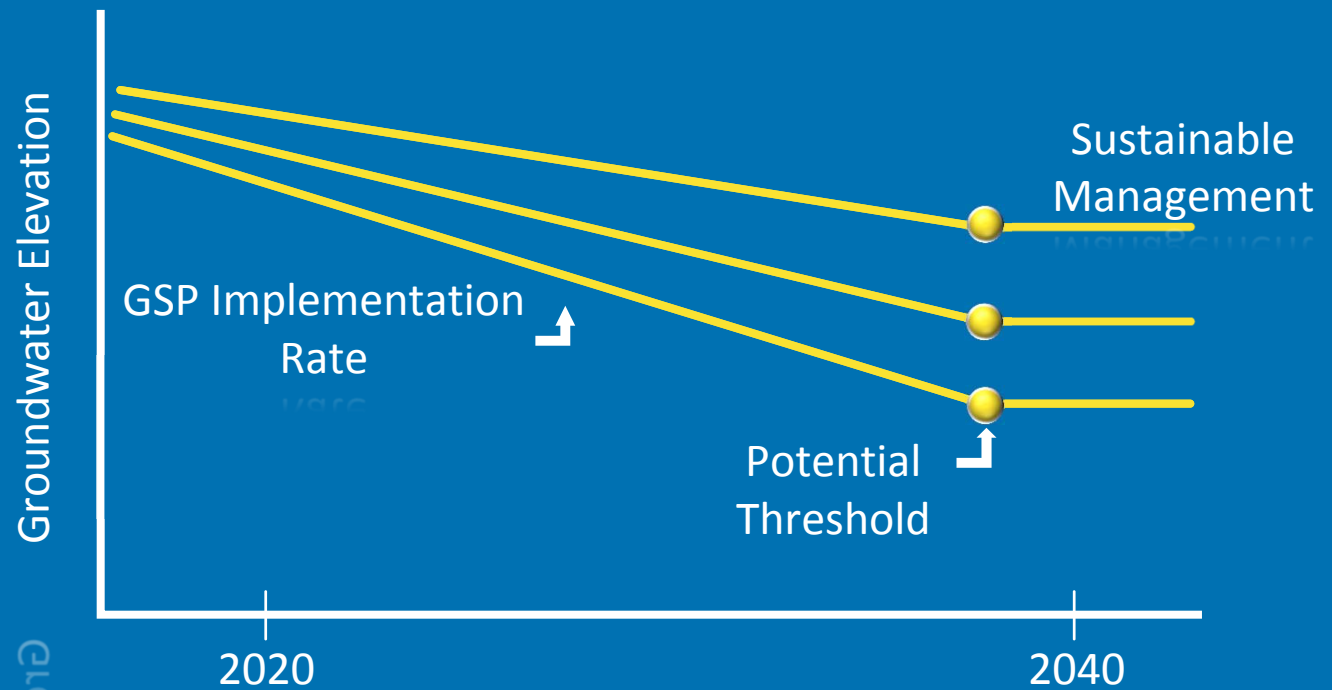 Groundwater Elevation
Sustainable
Management
GSP Implementation
Rate
Potential
Threshold
2020
2040